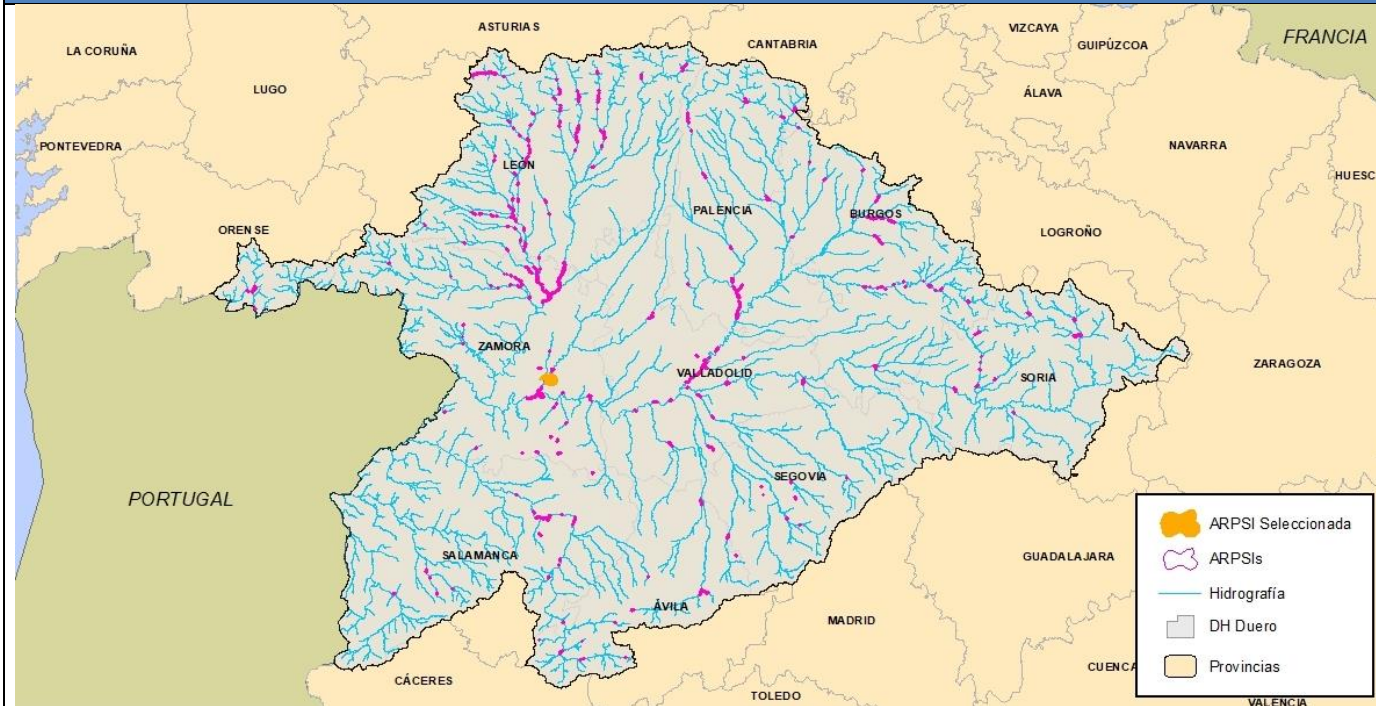 ASTURIAS
VIZCAYA
FRANCIA
LA CORUÑA
CANTABRIA
GUIPÚZCOA
LUGO
ÁLAVA
PONTEVEDRA
NAVARRA
LEÓN
HUESC
PALENCIA
BURGOS
ORENSE
LOGROÑO
ZAMORA
ZARAGOZA
VALLADOLID
SORIA
SEGOVIA
PORTUGAL
SALAMANCA
GUADALAJARA
ÁVILA
MADRID
CUENCA
CÁCERES
TOLEDO
VALENCIA
ARPSI Seleccionada
ARPSIs
Hidrografía
DH Duero
Provincias